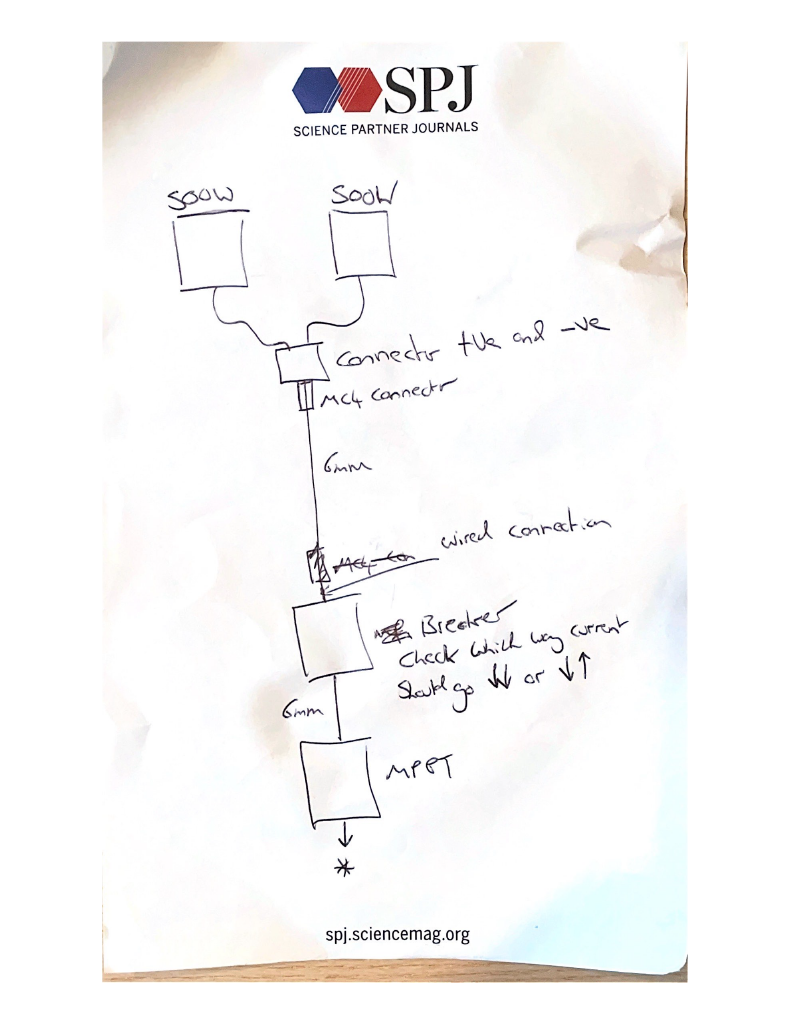 SPJ
SCIENCE PARTNER JOURNALS
500W 500W
Connector +ve and -ve
MC4 Connector
6mm
wired connection
MC4 Con
Breaker
Check which way current
Should go ↓↓ or ↓↑
6mm
MPPT
↓
*
spj.sciencemag.org